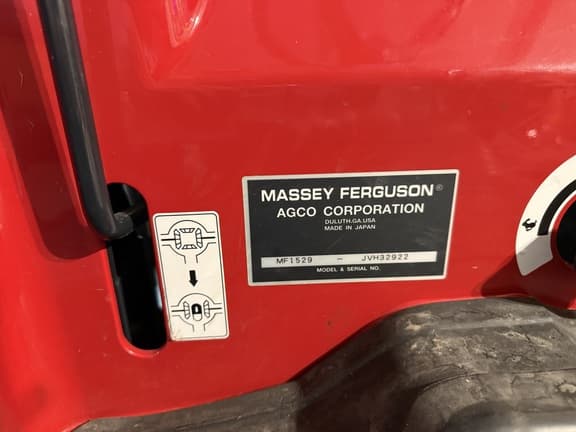 MASSEY FERGUSON®
AGCO CORPORATION
DULUTH.GA.USA
MADE IN JAPAN
MF1529 – JVH32922
MODEL & SERIAL NO.